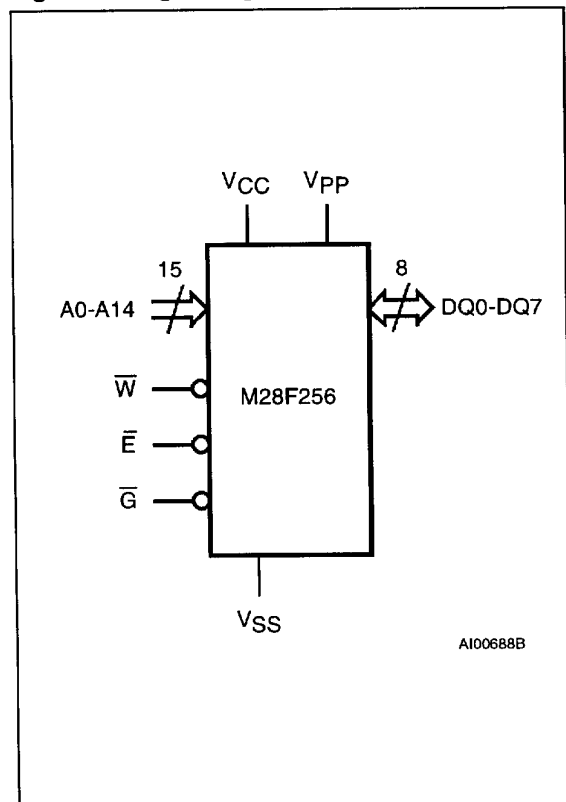 VCC VPP
15
8
A0-A14
DQ0-DQ7
W
M28F256
E
G
VSS
AI00688B